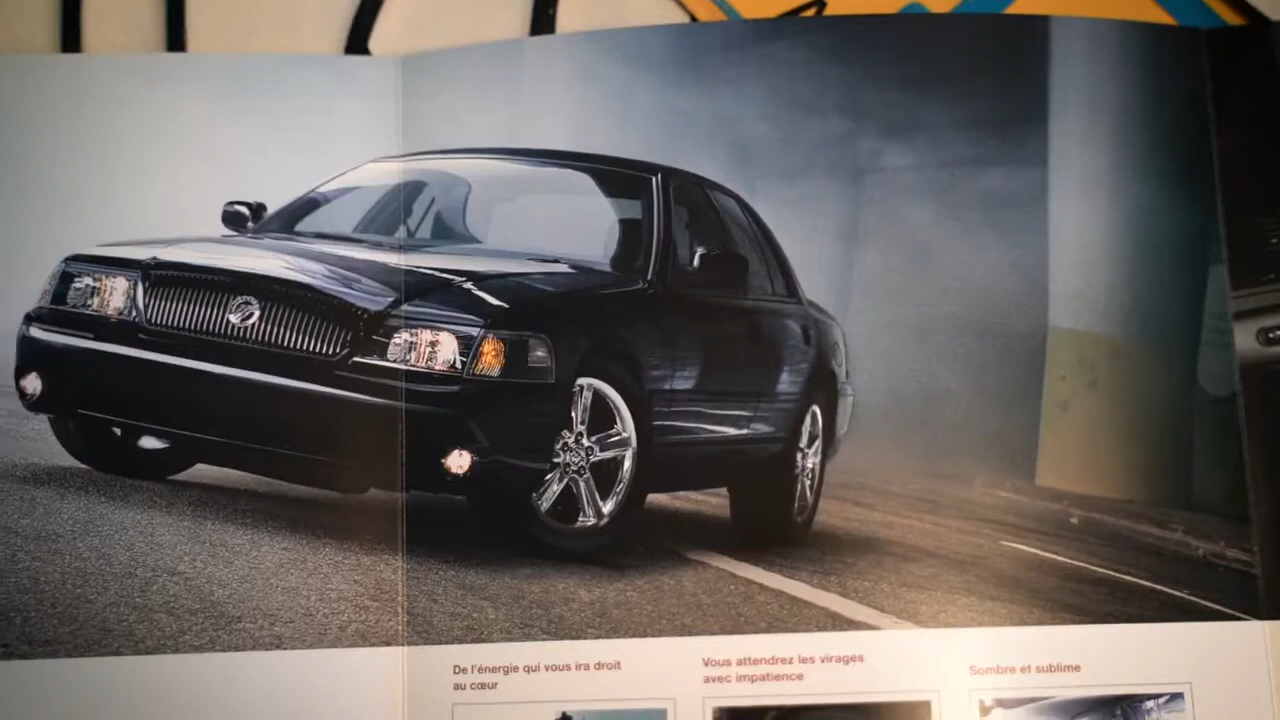 De l'énergie qui vous ira droit
au cœur
Vous attendrez les virages
avec impatience
Sombre et sublime